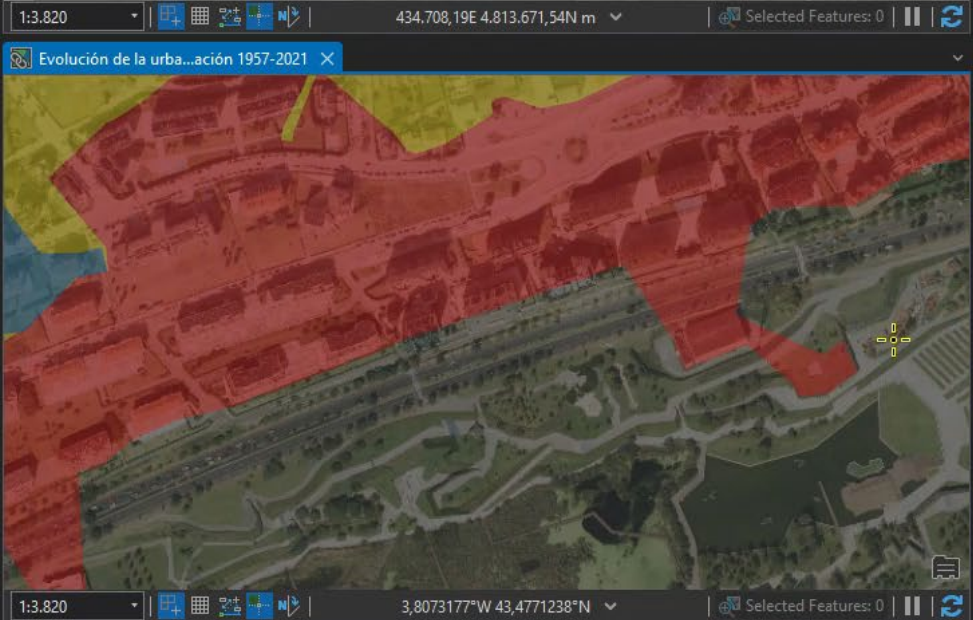 1:3.820
434.708,19E 4.813.671,54N m
Selected Features: 0
Evolución de la urba...ación 1957-2021
1:3.820
3,8073177°W 43,4771238°N
Selected Features: 0